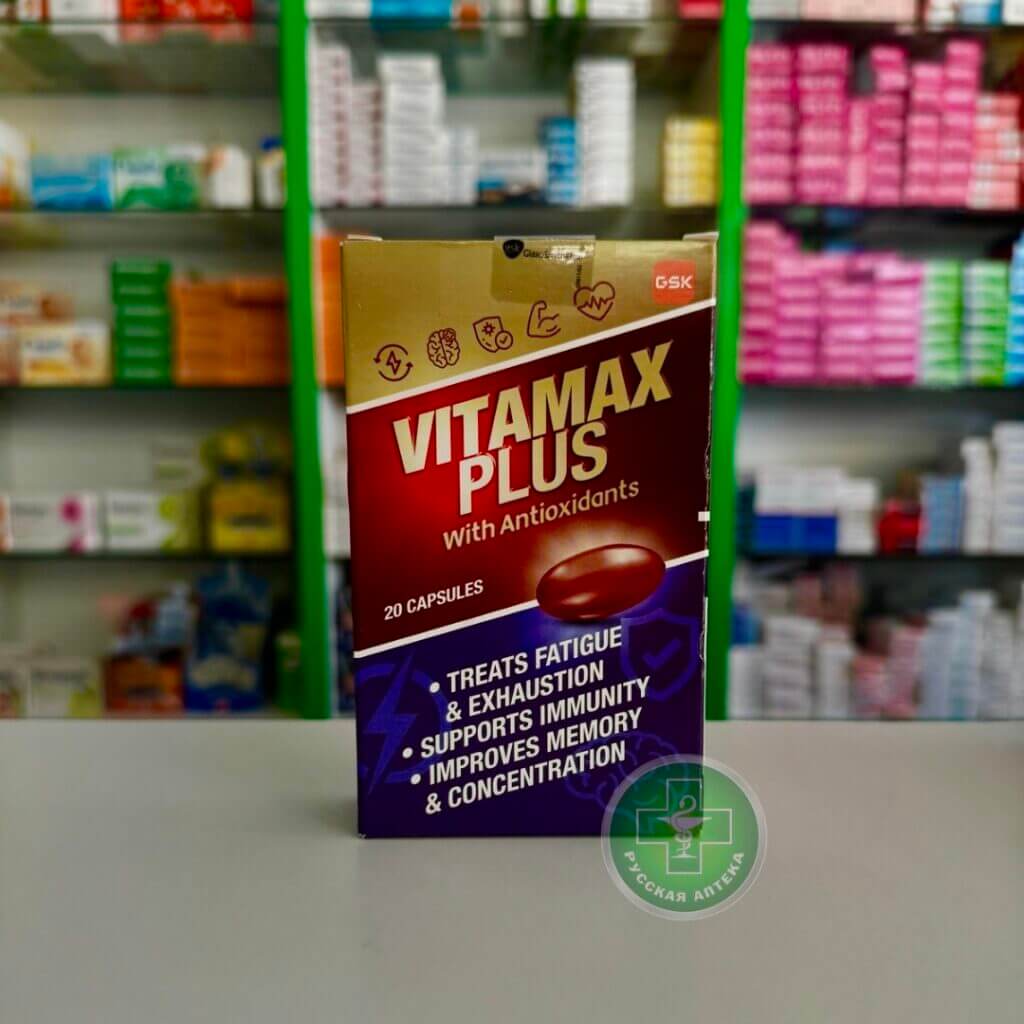 GSK
VITAMAX
PLUS
With Antioxidants
20 CAPSULES
• TREATS FATIGUE
& EXHAUSTION
• SUPPORTS IMMUNITY
• IMPROVES MEMORY
& CONCENTRATION
РУССКАЯ АПТЕКА